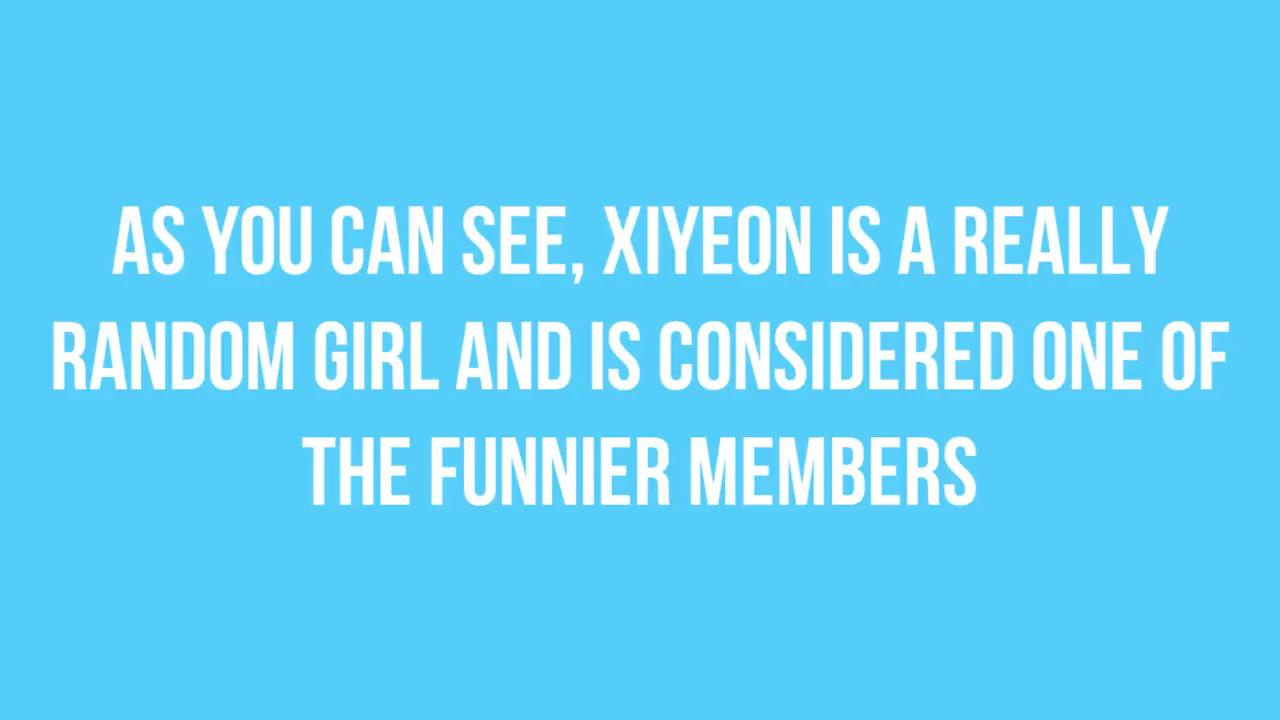 AS YOU CAN SEE, XIYEON IS A REALLY
RANDOM GIRL AND IS CONSIDERED ONE OF
THE FUNNIER MEMBERS